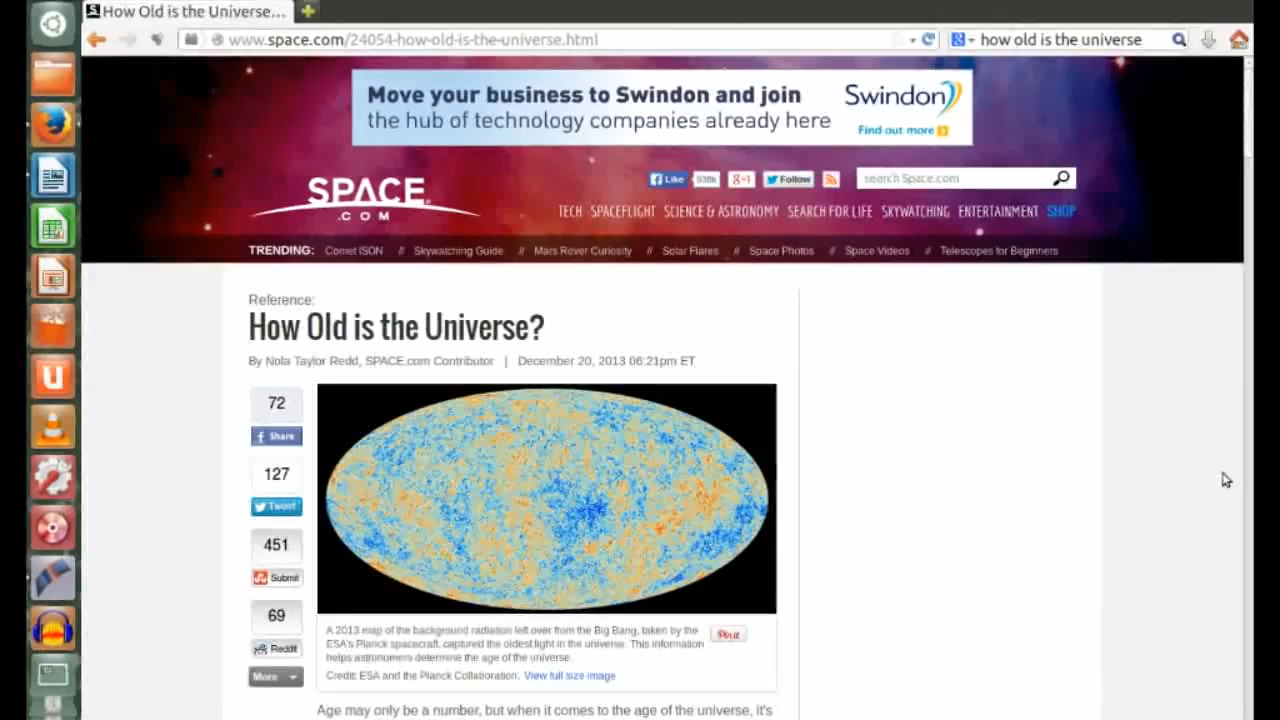 How Old is the Universe...
www.space.com/24054-how-old-is-the-universe.html
how old is the universe
Move your business to Swindon and join
the hub of technology companies already here
Swindon
Find out more
SPACE
.COM
Like
938k
g+1
Follow
search Space.com
TECH SPACEFLIGHT SCIENCE & ASTRONOMY SEARCH FOR LIFE SKYWATCHING ENTERTAINMENT SHOP
TRENDING: Comet ISON // Skywatching Guide // Mars Rover Curiosity // Solar Flares // Space Photos // Space Videos // Telescopes for Beginners
Reference:
How Old is the Universe?
By Nola Taylor Redd, SPACE.com Contributor | December 20, 2013 06:21pm ET
72
Share
127
Tweet
451
Submit
69
Reddit
More
A 2013 map of the background radiation left over from the Big Bang, taken by the
ESA's Planck spacecraft, captured the oldest light in the universe. This information
helps astronomers determine the age of the universe.
Pin it
Credit: ESA and the Planck Collaboration. View full size image
Age may only be a number, but when it comes to the age of the universe, it's